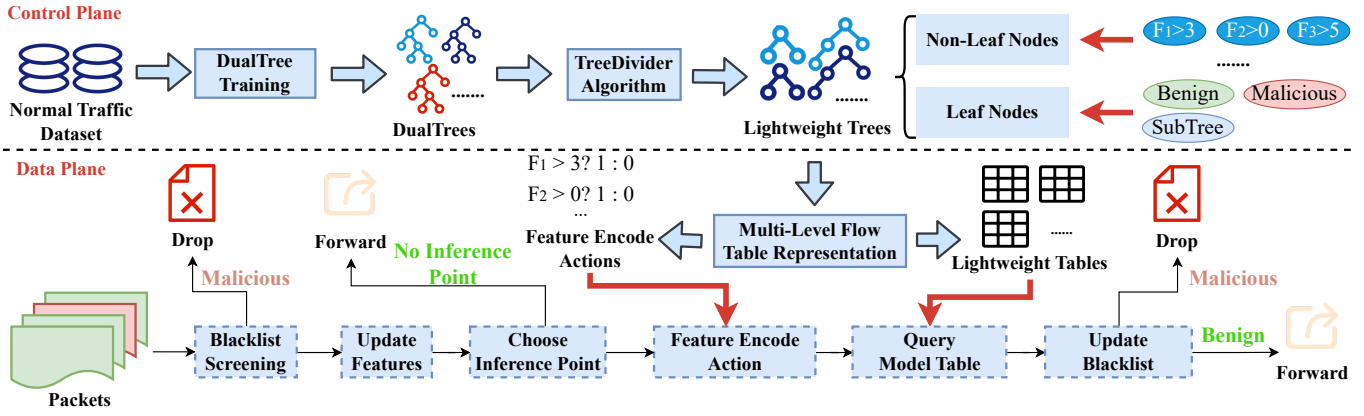 Control Plane
Normal Traffic
Dataset
DualTree
Training
.......
DualTrees
TreeDivider
Algorithm
.......
Lightweight Trees
Non-Leaf Nodes
Leaf Nodes
F1>3
F2>0
F3>5
.......
Benign
Malicious
SubTree
Data Plane
Drop
Malicious
Forward
No Inference
Point
F1 > 3? 1 : 0
F2 > 0? 1 : 0
...
Feature Encode
Actions
Multi-Level Flow
Table Representation
......
Lightweight Tables
Drop
Malicious
Packets
Blacklist
Screening
Update
Features
Choose
Inference Point
Feature Encode
Action
Query
Model Table
Update
Blacklist
Benign
Forward